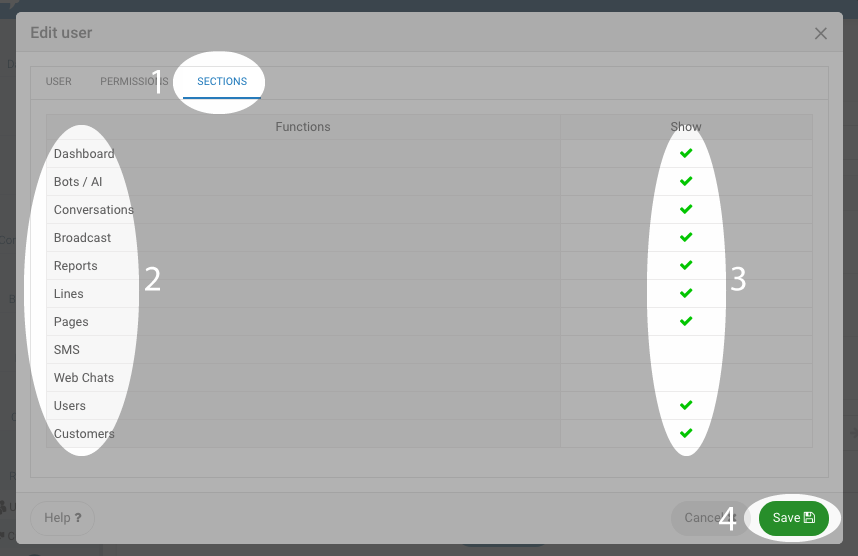 Edit user
USER PERMISSIONS 1 SECTIONS
Functions Show
Dashboard
Bots / AI
Conversations
Broadcast
Reports
2 3
Lines
Pages
SMS
Web Chats
Users
Customers
Help ? Cancel 4 Save